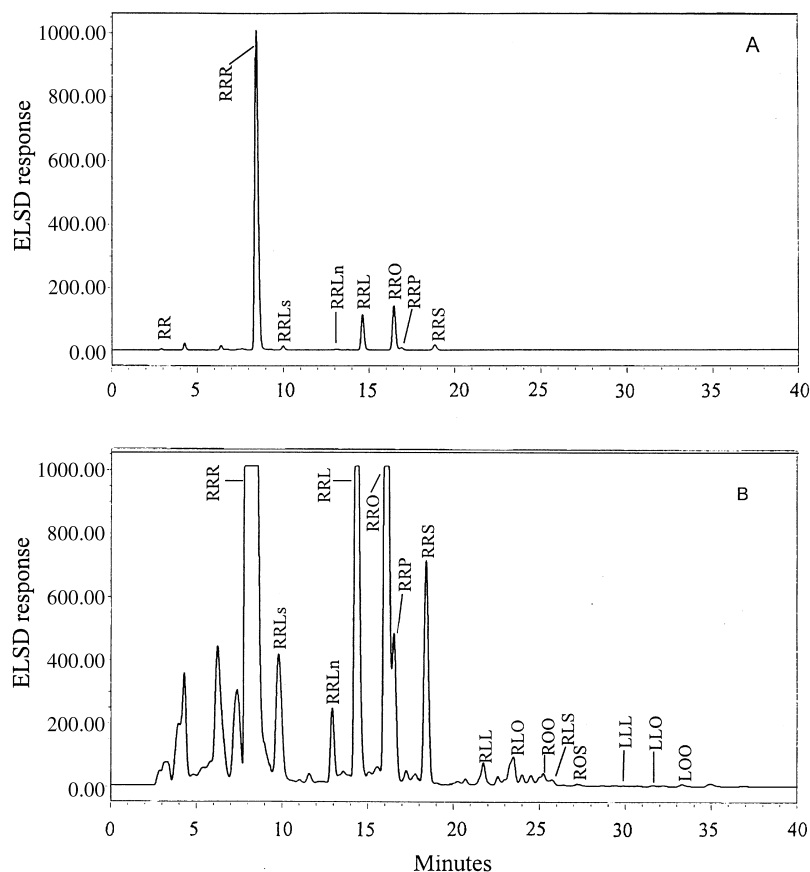 A
ELSD response
1000.00
800.00
600.00
400.00
200.00
0.00
RR
RRR
RRLs
RRLn
RRL
RRO
RRP
RRS
0 5 10 15 20 25 30 35 40
B
ELSD response
1000.00
800.00
600.00
400.00
200.00
0.00
RRR
RRLs
RRLn
RRL
RRO
RRP
RRS
RLL
RLO
ROO
RLS
ROS
LLL
LLO
LOO
0 5 10 15 20 25 30 35 40
Minutes